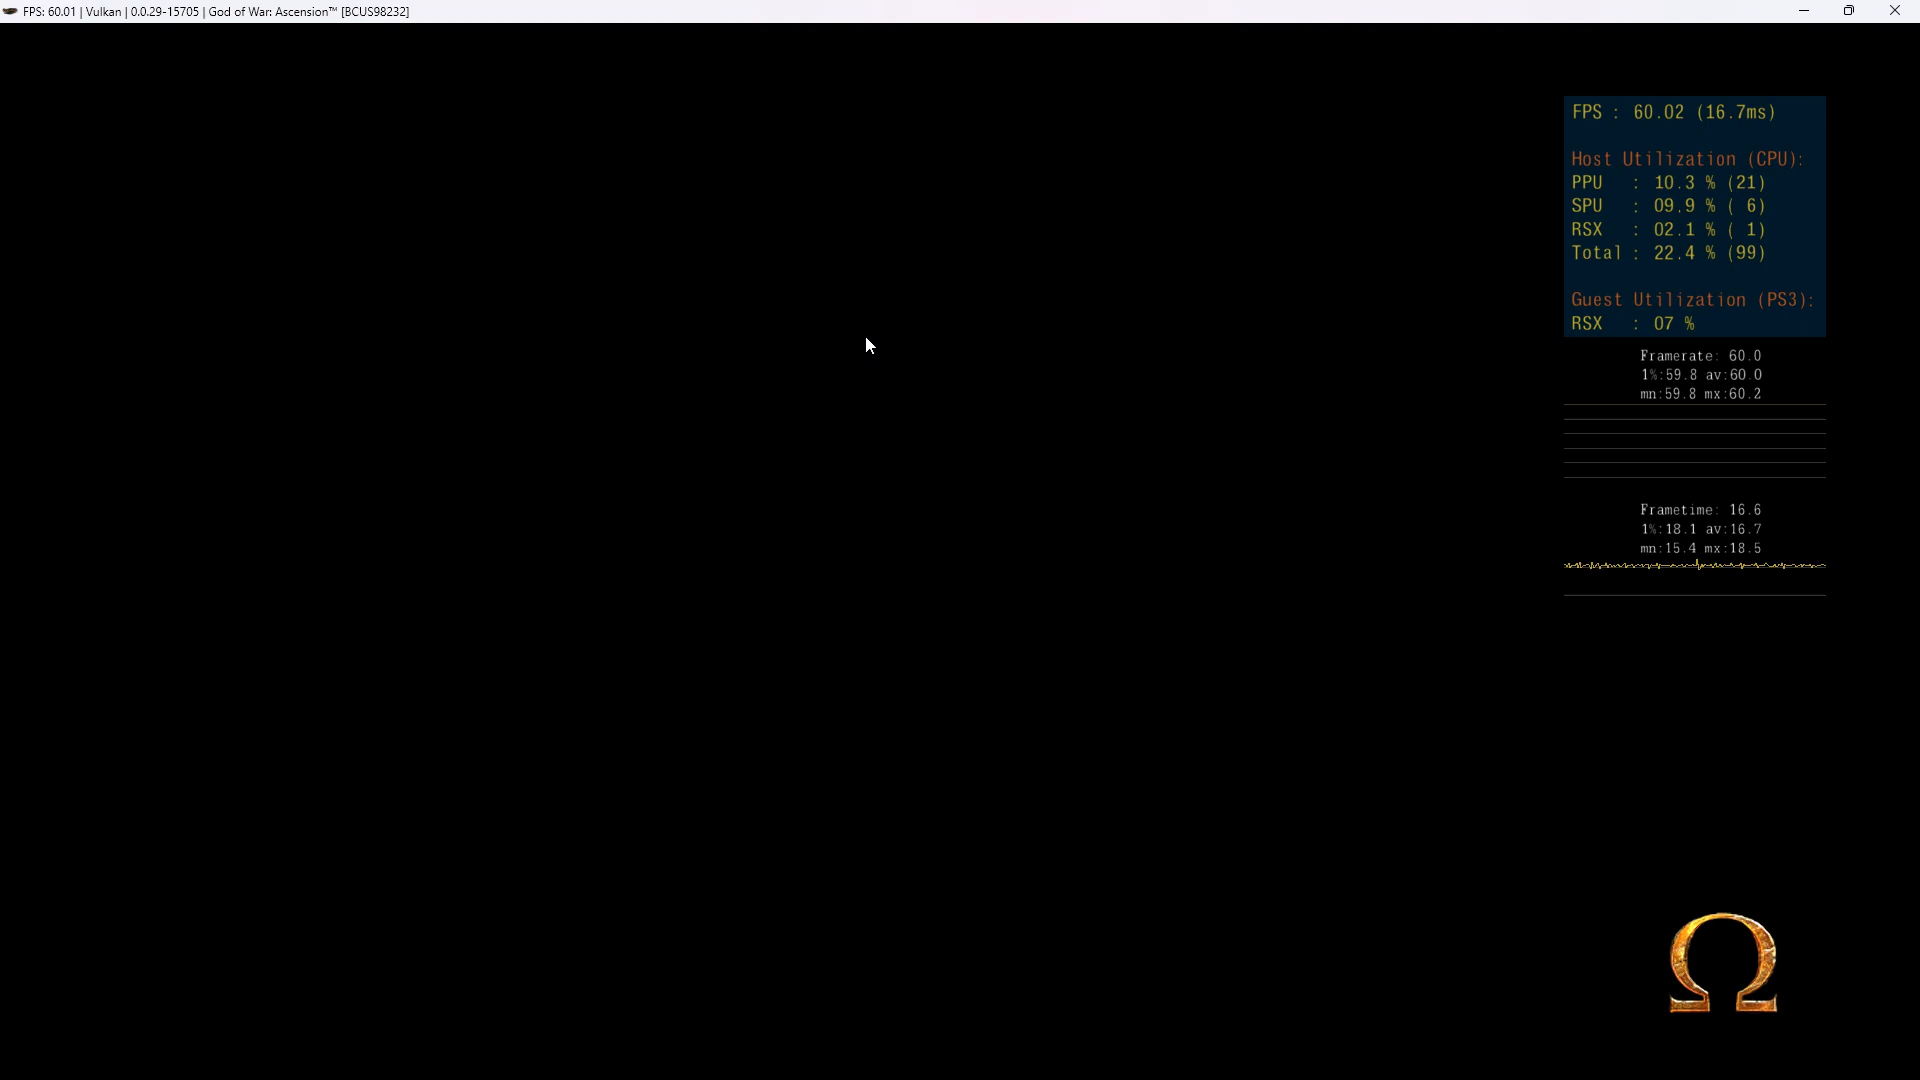 FPS: 60.01 | Vulkan | 0.0.29-15705 | God of War: Ascension™ [BCUS98232]
FPS : 60.02 (16.7ms)
Host Utilization (CPU):
PPU : 10.3 % (21)
SPU : 09.9 % ( 6)
RSX : 02.1 % ( 1)
Total : 22.4 % (99)
Guest Utilization (PS3):
RSX : 07 %
Framerate: 60.0
1%:59.8 av:60.0
mn:59.8 mx:60.2
Frametime: 16.6
1%:18.1 av:16.7
mn:15.4 mx:18.5
Ω